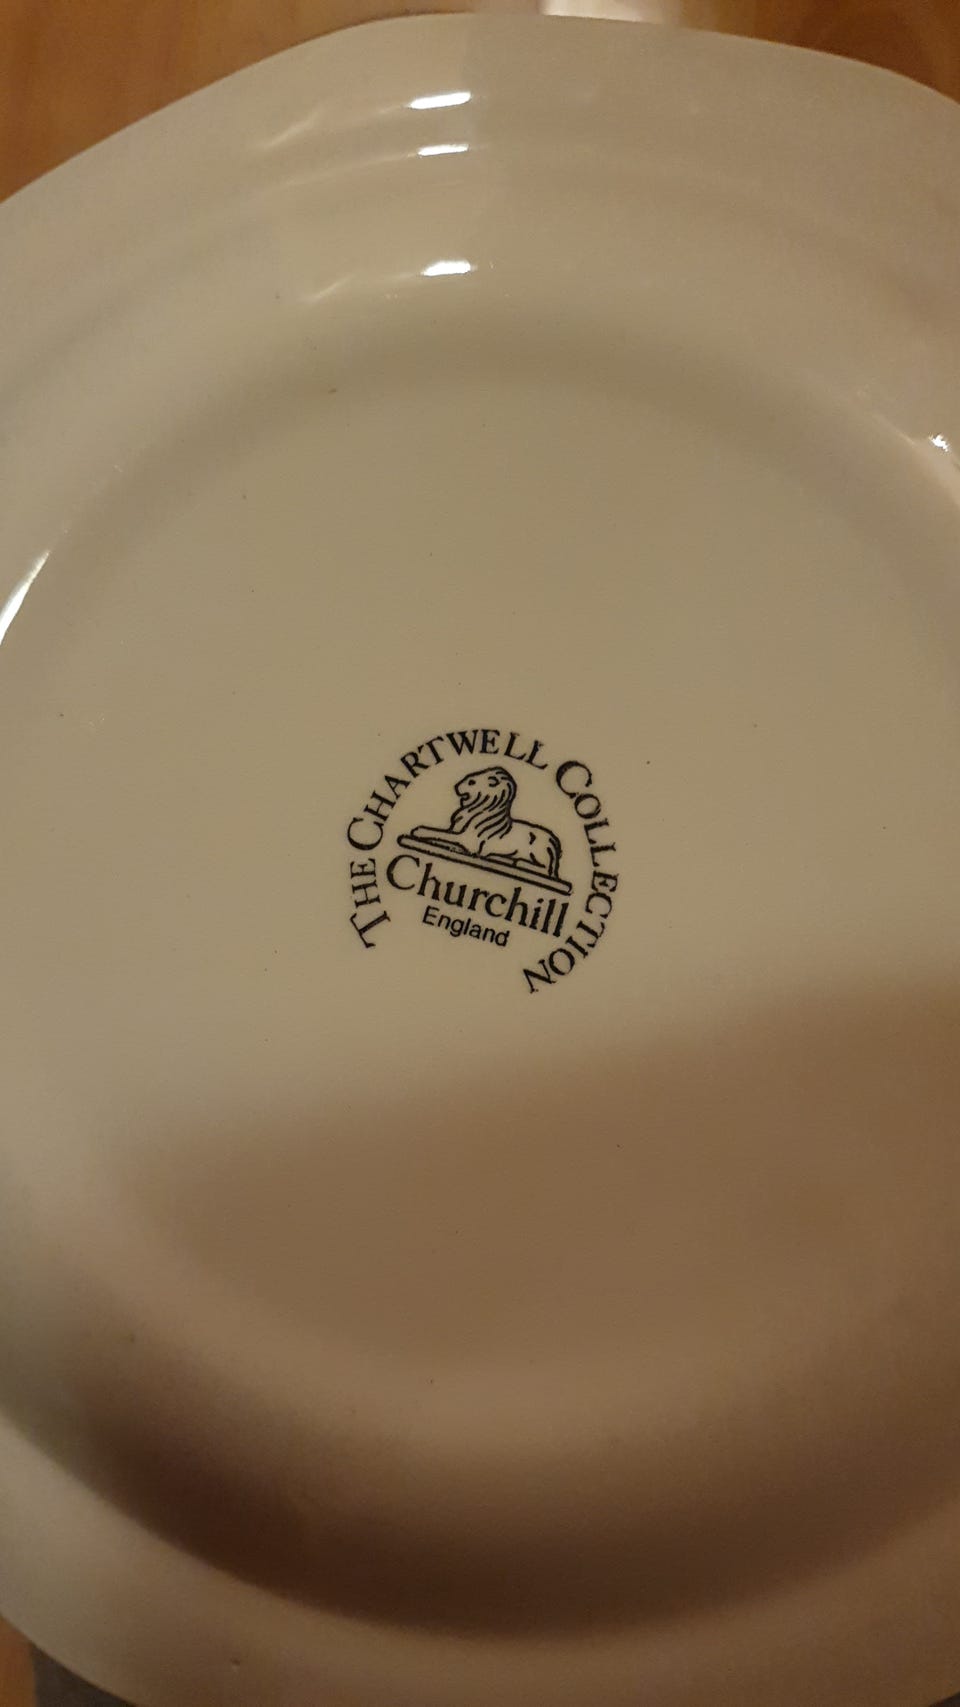 THE CHARTWELL COLLECTION
Churchill
England